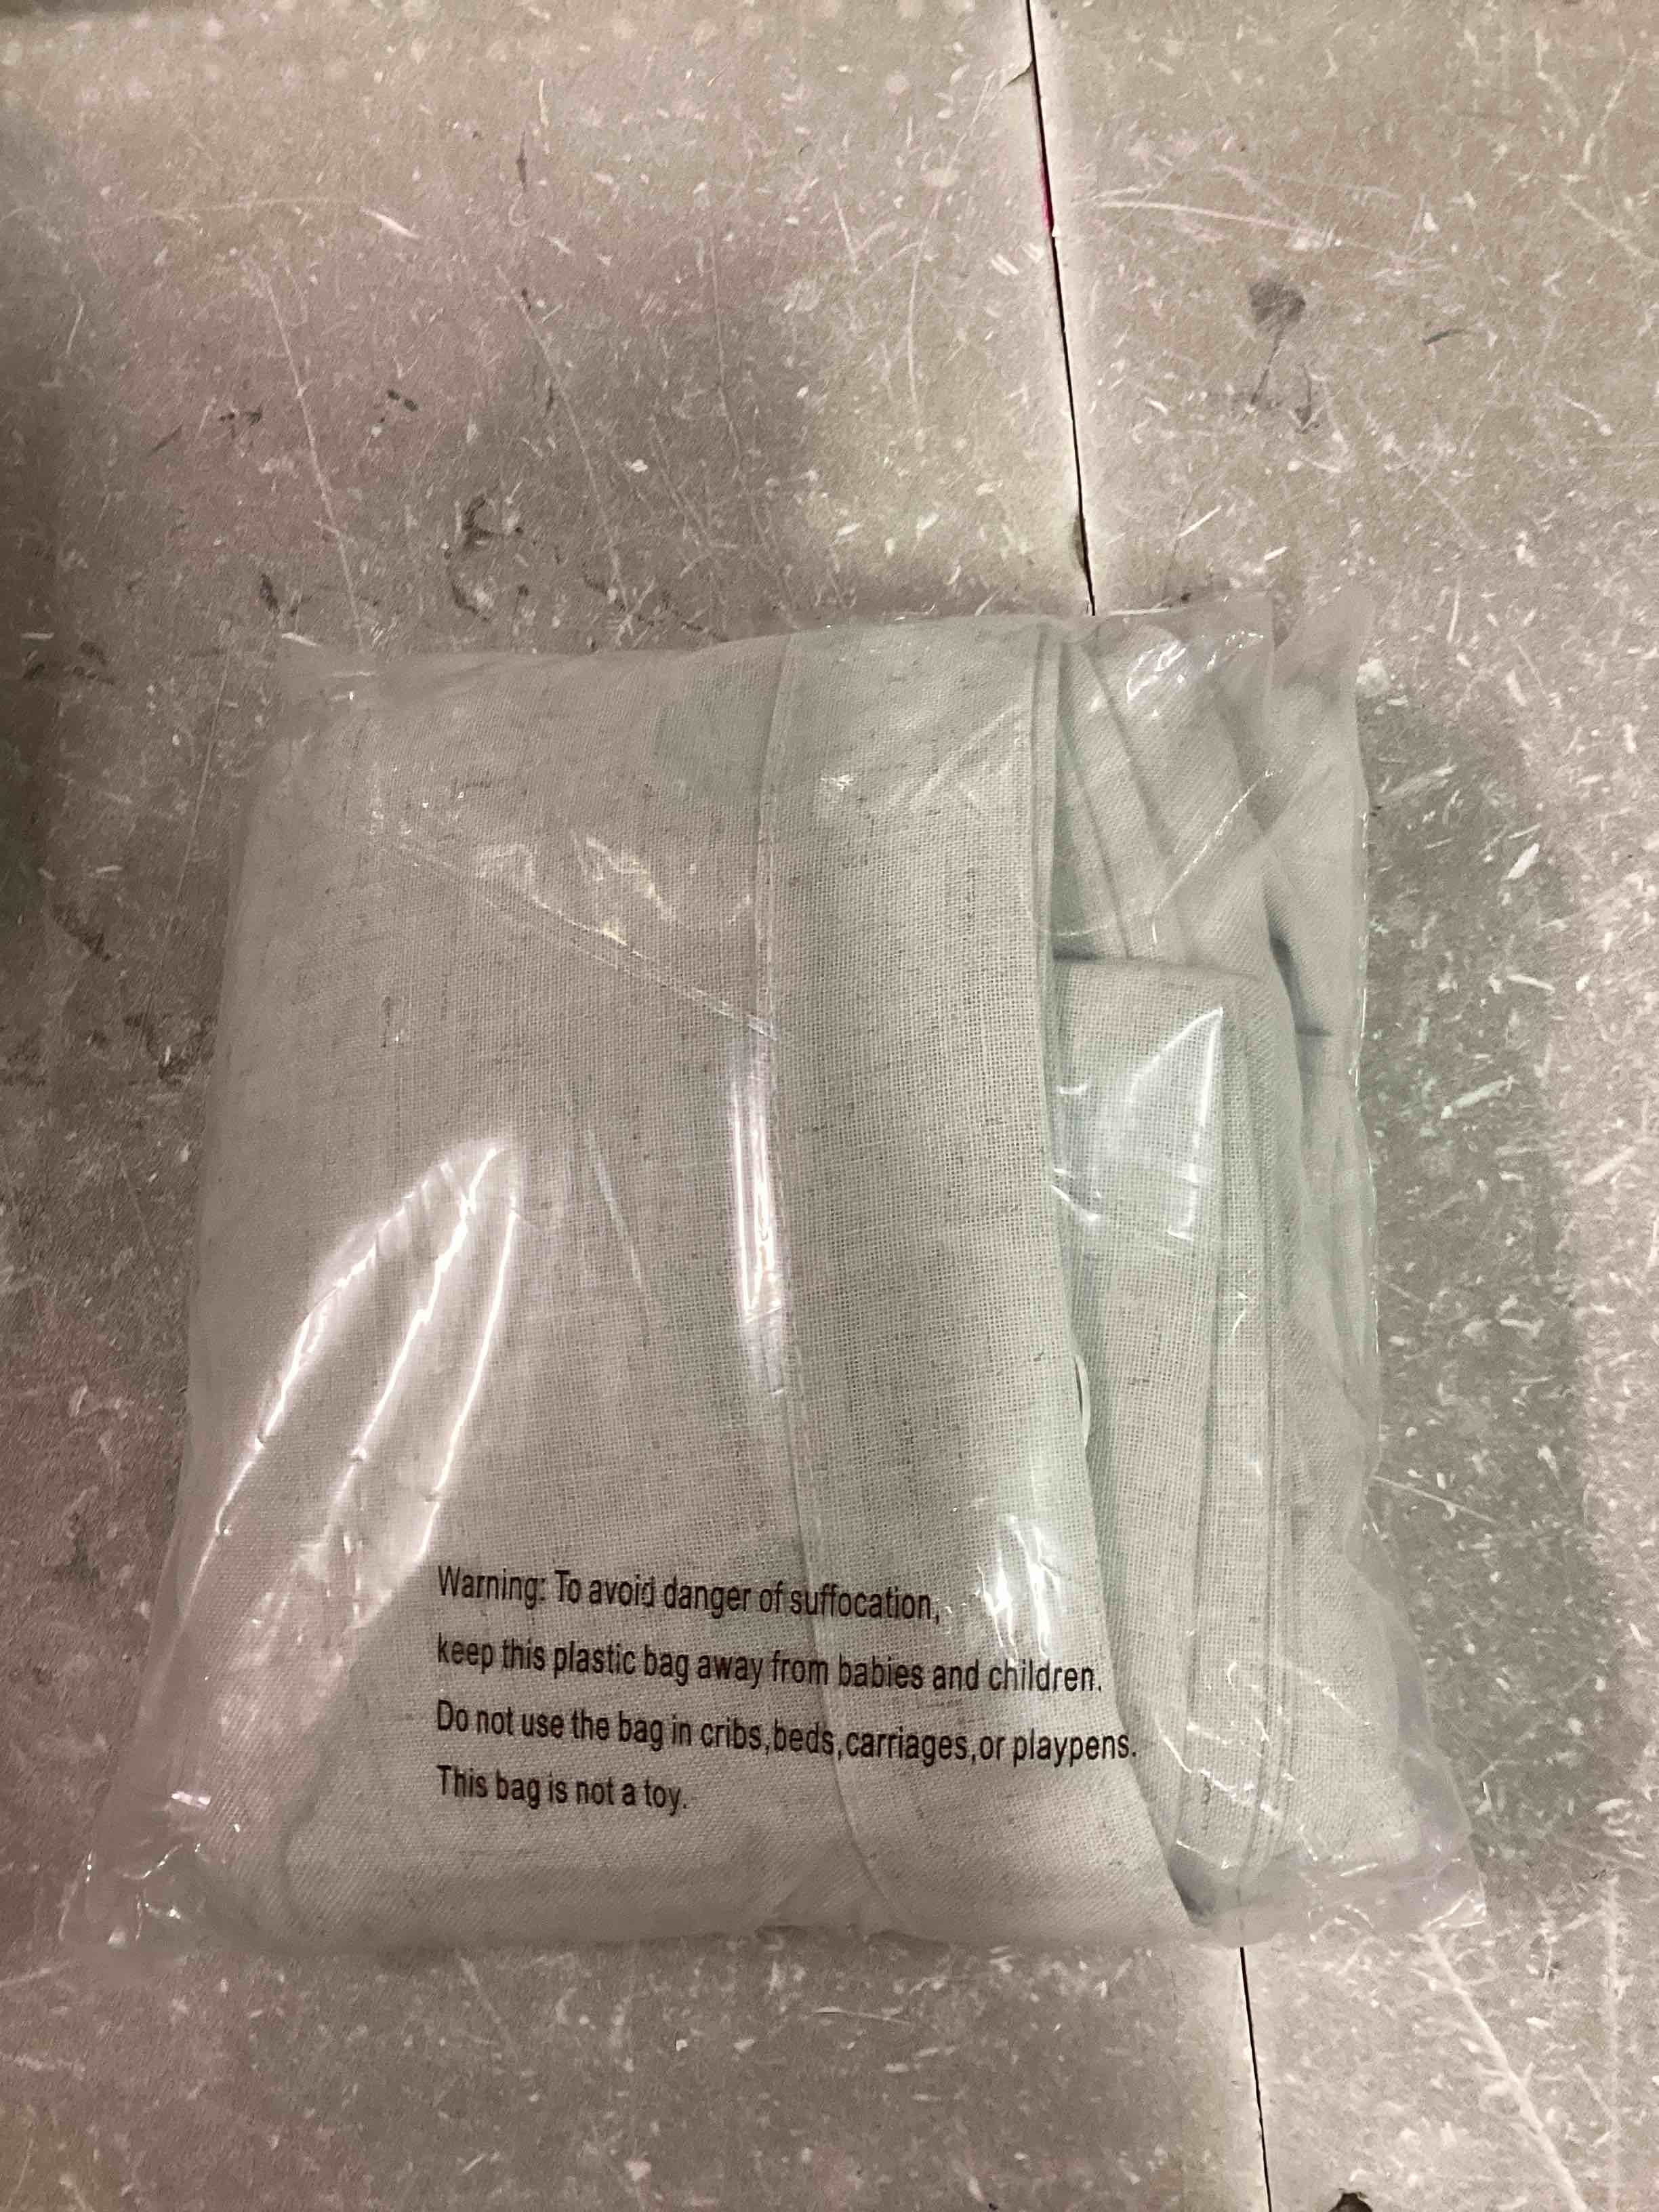 Warning: To avoid danger of suffocation,
keep this plastic bag away from babies and children.
Do not use the bag in cribs,beds,carriages,or playpens.
This bag is not a toy.